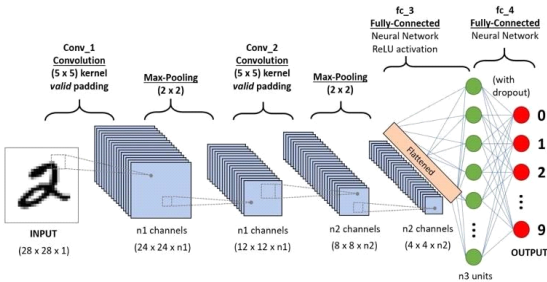 fc_3
Fully-Connected
Neural Network
ReLU activation
fc_4
Fully-Connected
Neural Network
Conv_1
Convolution
(5 x 5) kernel
valid padding
Max-Pooling
(2 x 2)
Conv_2
Convolution
(5 x 5) kernel
valid padding
Max-Pooling
(2 x 2)
(with
dropout)
Flattened
0
1
2
9
INPUT
(28 x 28 x 1)
n1 channels
(24 x 24 x n1)
n1 channels
(12 x 12 x n1)
n2 channels
(8 x 8 x n2)
n2 channels
(4 x 4 x n2)
n3 units
OUTPUT